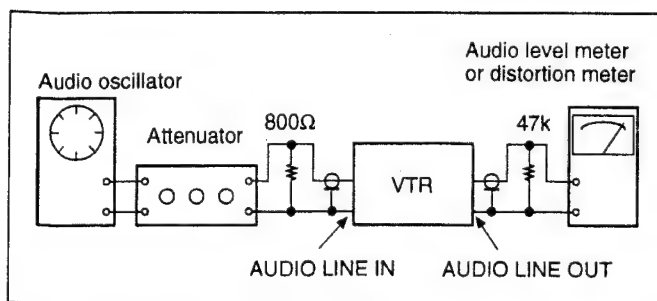 Audio oscillator
Attenuator
800Ω
VTR
47k
Audio level meter
or distortion meter
AUDIO LINE IN
AUDIO LINE OUT